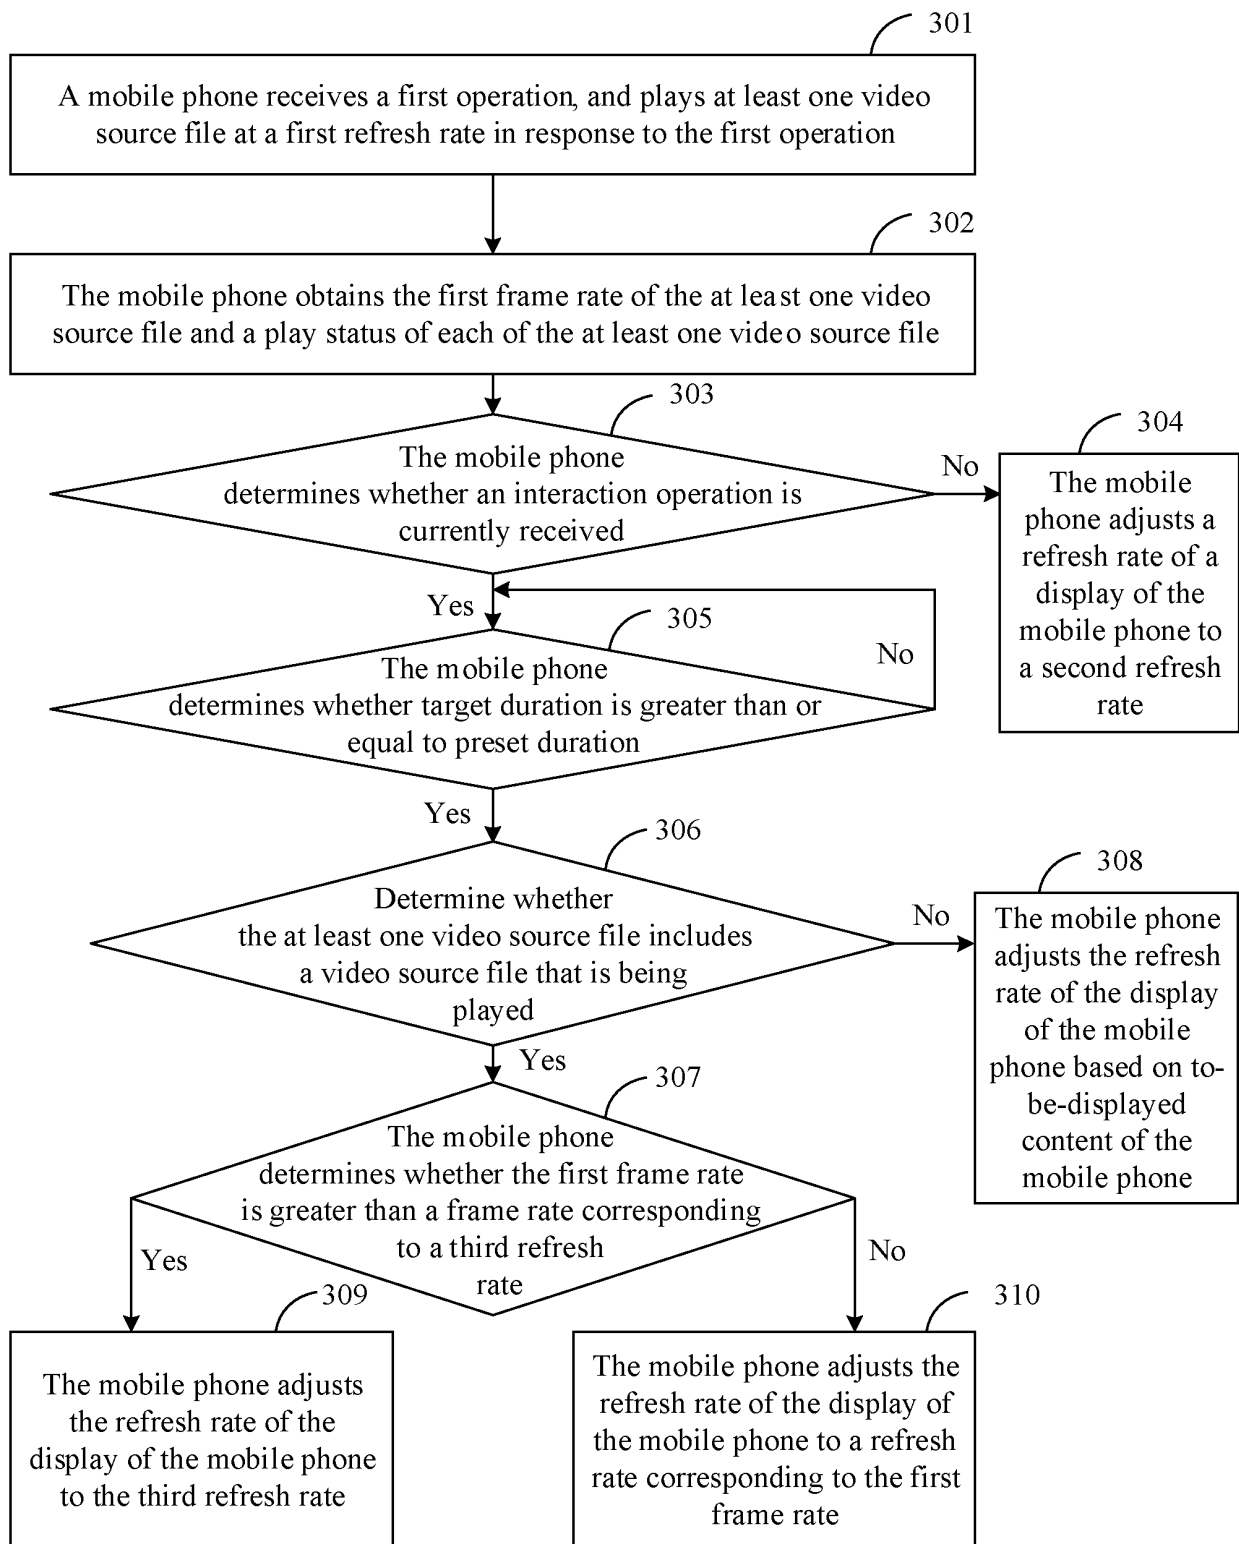 301
A mobile phone receives a first operation, and plays at least one video
source file at a first refresh rate in response to the first operation
302
The mobile phone obtains the first frame rate of the at least one video
source file and a play status of each of the at least one video source file
303
The mobile phone
determines whether an interaction operation is
currently received
No
304
The mobile
phone adjusts a
refresh rate of a
display of the
mobile phone to
a second refresh
rate
Yes
305
The mobile phone
determines whether target duration is greater than or
equal to preset duration
No
Yes
306
Determine whether
the at least one video source file includes
a video source file that is being
played
No
308
The mobile phone
adjusts the refresh
rate of the display
of the mobile
phone based on to-
be-displayed
content of the
mobile phone
Yes
307
The mobile phone
determines whether the first frame rate
is greater than a frame rate corresponding
to a third refresh
rate
Yes
No
309
The mobile phone adjusts
the refresh rate of the
display of the mobile phone
to the third refresh rate
310
The mobile phone adjusts the
refresh rate of the display of
the mobile phone to a refresh
rate corresponding to the first
frame rate